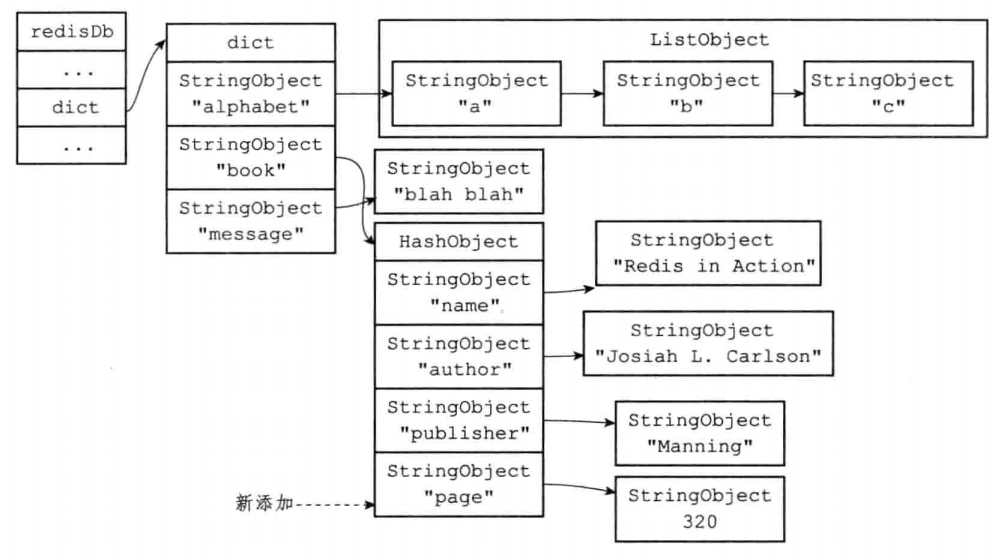 redisDb
...
dict
...
dict
StringObject
"alphabet"
StringObject
"book"
StringObject
"message"
ListObject
StringObject
"a"
StringObject
"b"
StringObject
"c"
StringObject
"blah blah"
HashObject
StringObject
"name"
StringObject
"author"
StringObject
"publisher"
StringObject
"page"
StringObject
"Redis in Action"
StringObject
"Josiah L. Carlson"
StringObject
"Manning"
StringObject
320
新添加